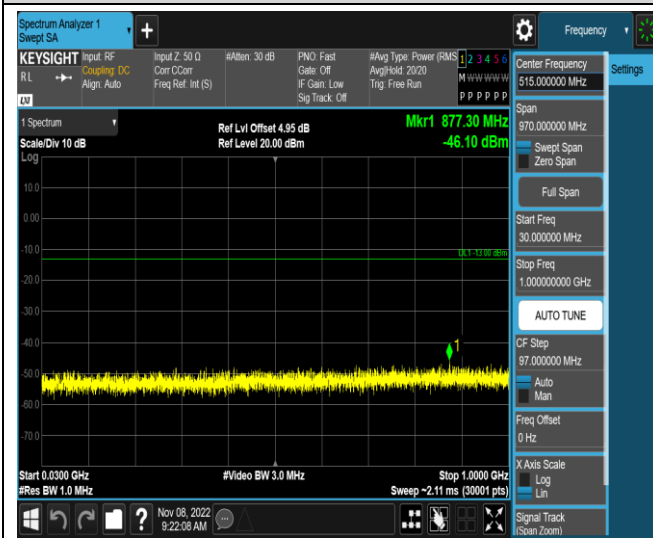 Spectrum Analyzer 1
Swept SA
+
Frequency
KEYSIGHT
RL
LXI
Input: RF
Coupling: DC
Align: Auto
Input Z: 50 Ω
Corr CCorr
Freq Ref: Int (S)
#Atten: 30 dB
PNO: Fast
Gate: Off
IF Gain: Low
Sig Track: Off
#Avg Type: Power (RMS
Avg|Hold: 20/20
Trig: Free Run
1 2 3 4 5 6
M W W W W W
P P P P P P
1 Spectrum
Scale/Div 10 dB
Log
Ref Lvl Offset 4.95 dB
Ref Level 20.00 dBm
Mkr1 877.30 MHz
-46.10 dBm
10.0
0.00
-10.0
DL1 -13.00 dBm
-20.0
-30.0
-40.0
1
-50.0
-60.0
-70.0
Start 0.0300 GHz
#Res BW 1.0 MHz
#Video BW 3.0 MHz
Stop 1.0000 GHz
Sweep ~2.11 ms (30001 pts)
?
Nov 08, 2022
9:22:08 AM
Center Frequency
515.000000 MHz
Settings
Span
970.000000 MHz
Swept Span
Zero Span
Full Span
Start Freq
30.000000 MHz
Stop Freq
1.000000000 GHz
AUTO TUNE
CF Step
97.000000 MHz
Auto
Man
Freq Offset
0 Hz
X Axis Scale
Log
Lin
Signal Track
(Span Zoom)